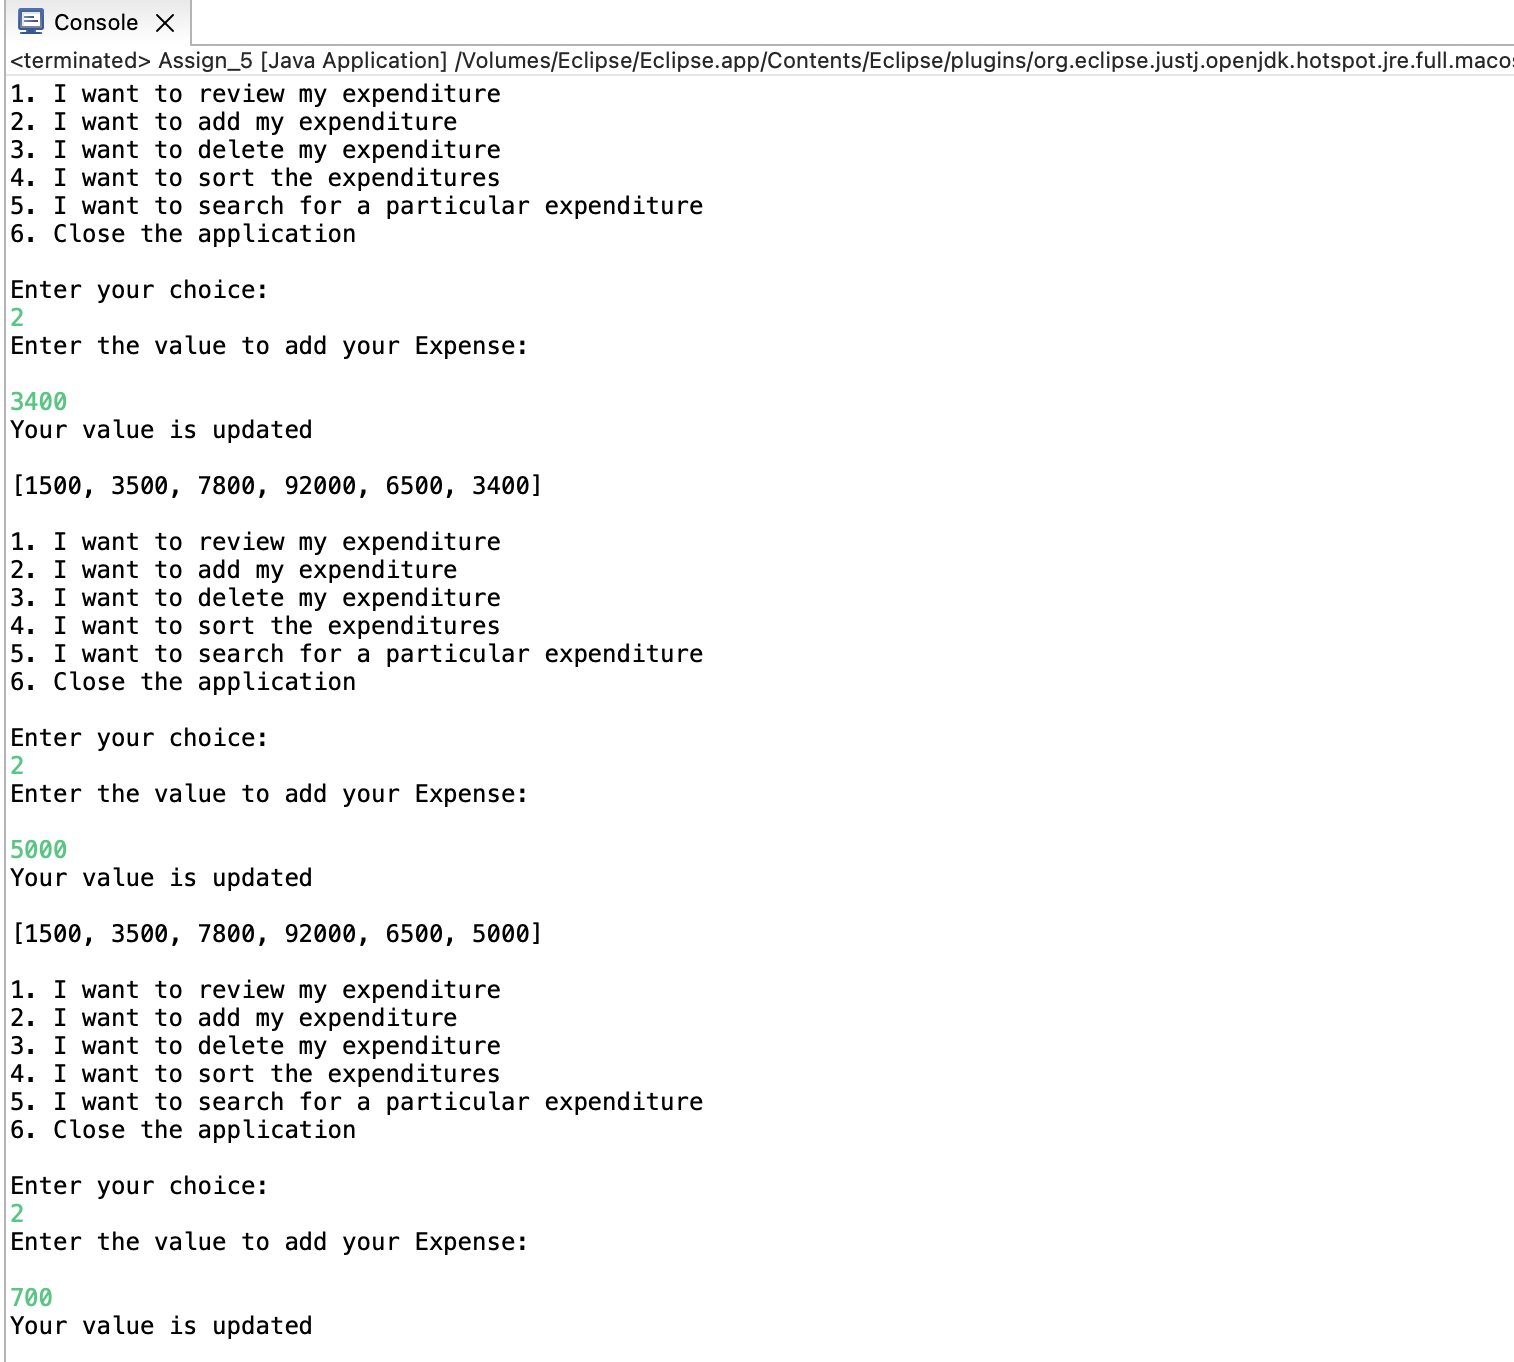 Console
<terminated> Assign_5 [Java Application] /Volumes/Eclipse/Eclipse.app/Contents/Eclipse/plugins/org.eclipse.justj.openjdk.hotspot.jre.full.macos
1. I want to review my expenditure
2. I want to add my expenditure
3. I want to delete my expenditure
4. I want to sort the expenditures
5. I want to search for a particular expenditure
6. Close the application
Enter your choice:
2
Enter the value to add your Expense:
3400
Your value is updated
[1500, 3500, 7800, 92000, 6500, 3400]
1. I want to review my expenditure
2. I want to add my expenditure
3. I want to delete my expenditure
4. I want to sort the expenditures
5. I want to search for a particular expenditure
6. Close the application
Enter your choice:
2
Enter the value to add your Expense:
5000
Your value is updated
[1500, 3500, 7800, 92000, 6500, 5000]
1. I want to review my expenditure
2. I want to add my expenditure
3. I want to delete my expenditure
4. I want to sort the expenditures
5. I want to search for a particular expenditure
6. Close the application
Enter your choice:
2
Enter the value to add your Expense:
700
Your value is updated